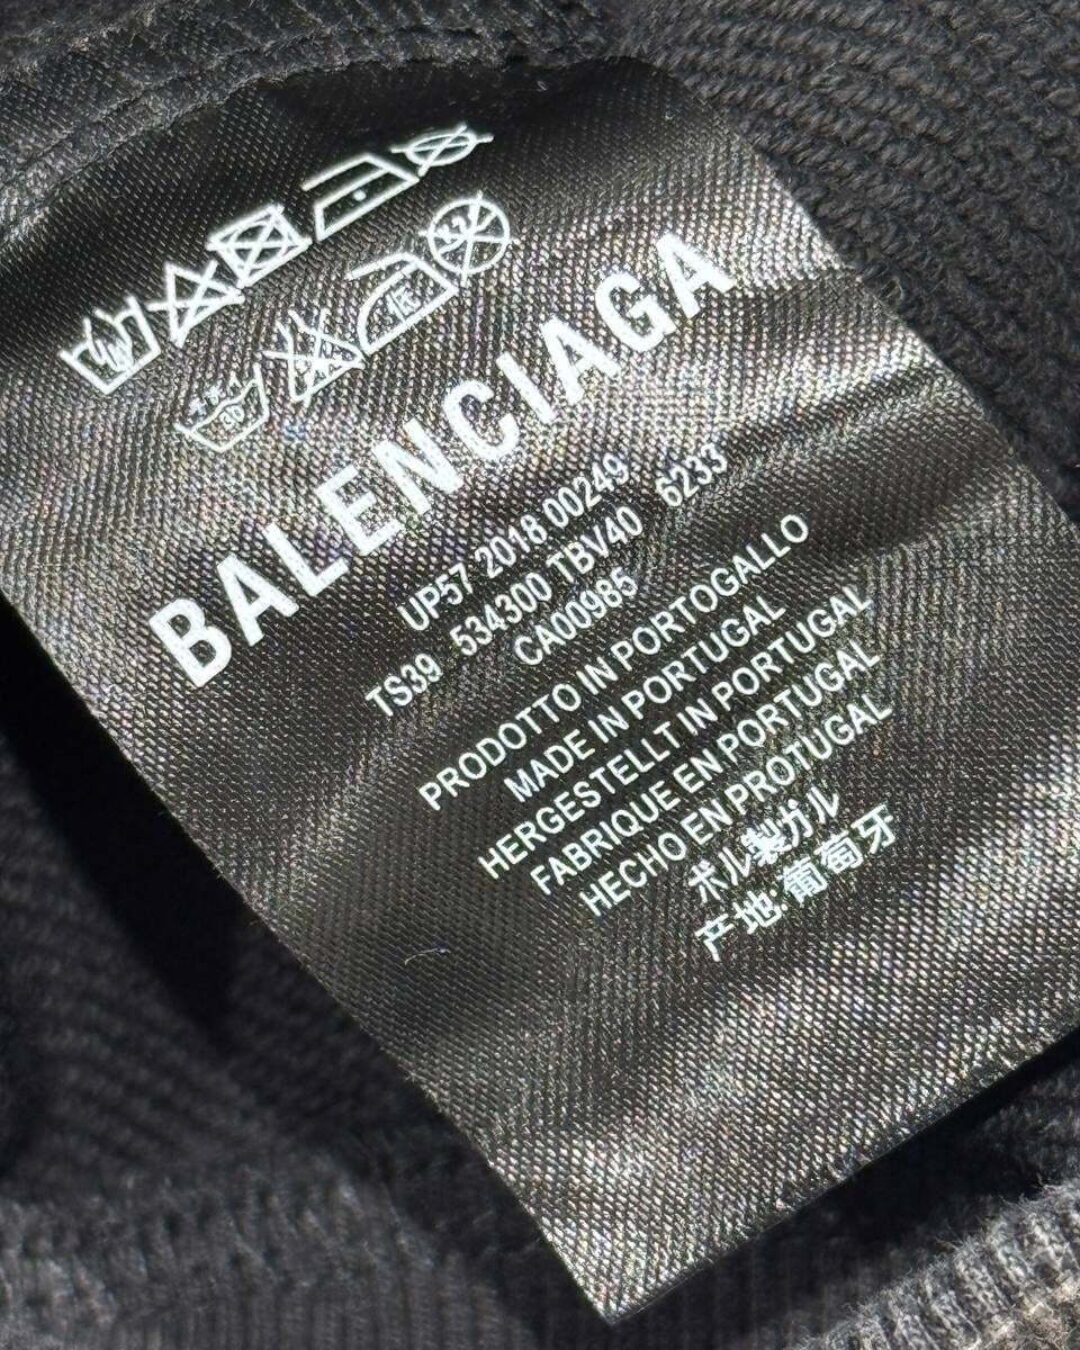 BALENCIAGA
UP57 2018 00249
TS39 534300 TBV40 6233
CA00985
PRODOTTO IN PORTOGALLO
MADE IN PORTUGAL
HERGESTELLT IN PORTUGAL
FABRIQUE EN PORTUGAL
HECHO EN PROTUGAL
ボル製ガル
产地:葡萄牙